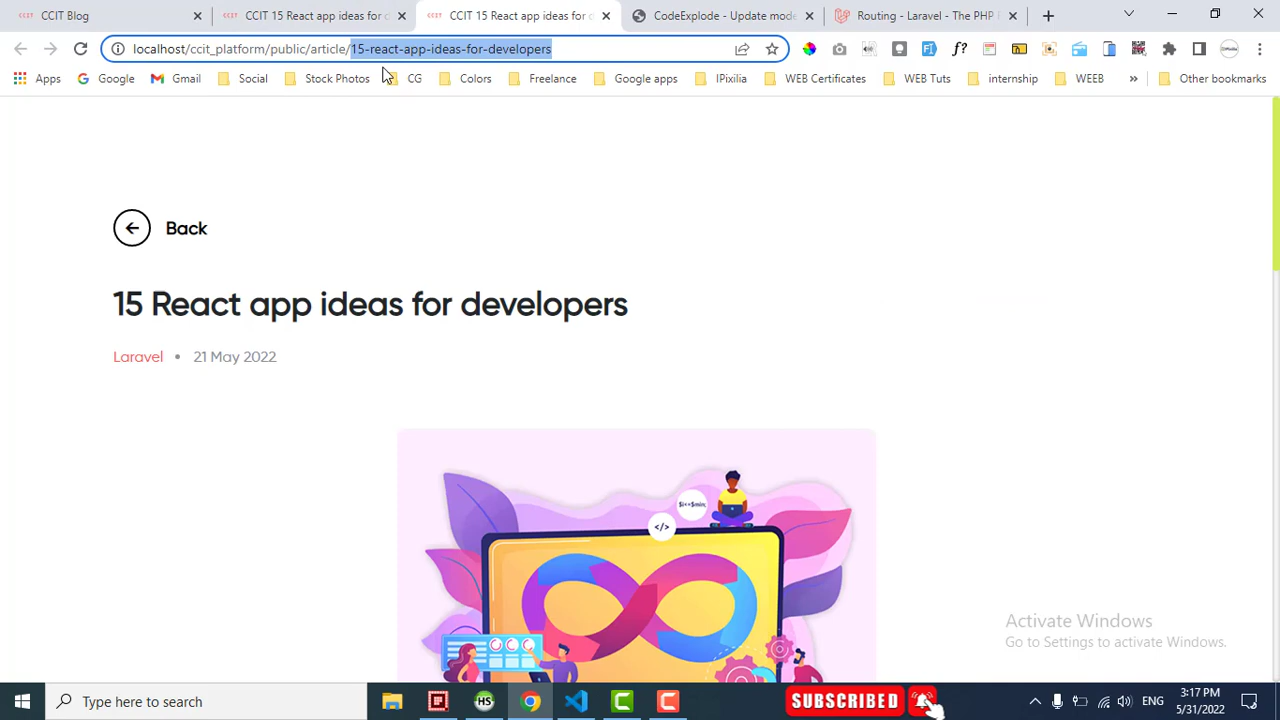 CCIT Blog
CCIT 15 React app ideas for d
CCIT 15 React app ideas for d
CodeExplode - Update mode
Routing - Laravel - The PHP F
localhost/ccit_platform/public/article/15-react-app-ideas-for-developers
Apps
Google
Gmail
Social
Stock Photos
CG
Colors
Freelance
Google apps
Pixilia
WEB Certificates
WEB Tuts
internship
WEEB
»
Other bookmarks
Back
15 React app ideas for developers
Laravel • 21 May 2022
</>
Activate Windows
Go to Settings to activate Windows.
Type here to search
SUBSCRIBED
ENG
3:17 PM
5/31/2022